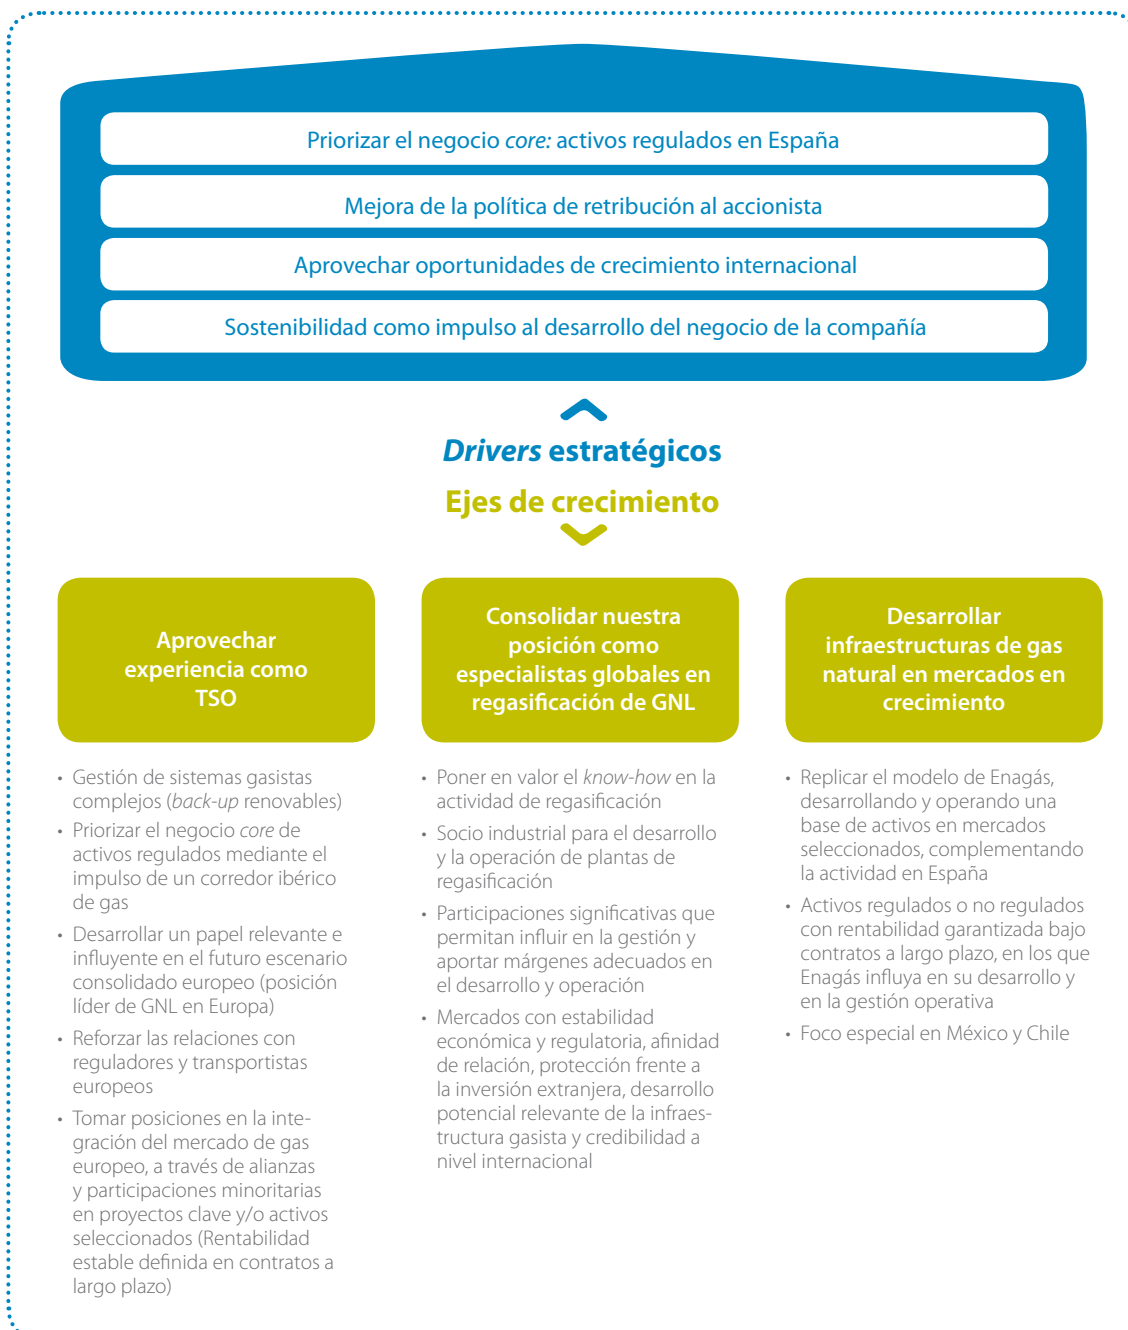 Priorizar el negocio core: activos regulados en España
Mejora de la política de retribución al accionista
Aprovechar oportunidades de crecimiento internacional
Sostenibilidad como impulso al desarrollo del negocio de la compañía
Drivers estratégicos
Ejes de crecimiento
Aprovechar
experiencia como
TSO
• Gestión de sistemas gasistas
complejos (back-up renovables)
• Priorizar el negocio core de
activos regulados mediante el
impulso de un corredor ibérico
de gas
• Desarrollar un papel relevante e
influyente en el futuro escenario
consolidado europeo (posición
líder de GNL en Europa)
• Reforzar las relaciones con
reguladores y transportistas
europeos
• Tomar posiciones en la inte-
gración del mercado de gas
europeo, a través de alianzas
y participaciones minoritarias
en proyectos clave y/o activos
seleccionados (Rentabilidad
estable definida en contratos a
largo plazo)
Consolidar nuestra
posición como
especialistas globales en
regasificación de GNL
• Poner en valor el know-how en la
actividad de regasificación
• Socio industrial para el desarrollo
y la operación de plantas de
regasificación
• Participaciones significativas que
permitan influir en la gestión y
aportar márgenes adecuados en
el desarrollo y operación
• Mercados con estabilidad
económica y regulatoria, afinidad
de relación, protección frente a
la inversión extranjera, desarrollo
potencial relevante de la infraes-
tructura gasista y credibilidad a
nivel internacional
Desarrollar
infraestructuras de gas
natural en mercados en
crecimiento
• Replicar el modelo de Enagás,
desarrollando y operando una
base de activos en mercados
seleccionados, complementando
la actividad en España
• Activos regulados o no regulados
con rentabilidad garantizada bajo
contratos a largo plazo, en los que
Enagás influya en su desarrollo y
en la gestión operativa
• Foco especial en México y Chile